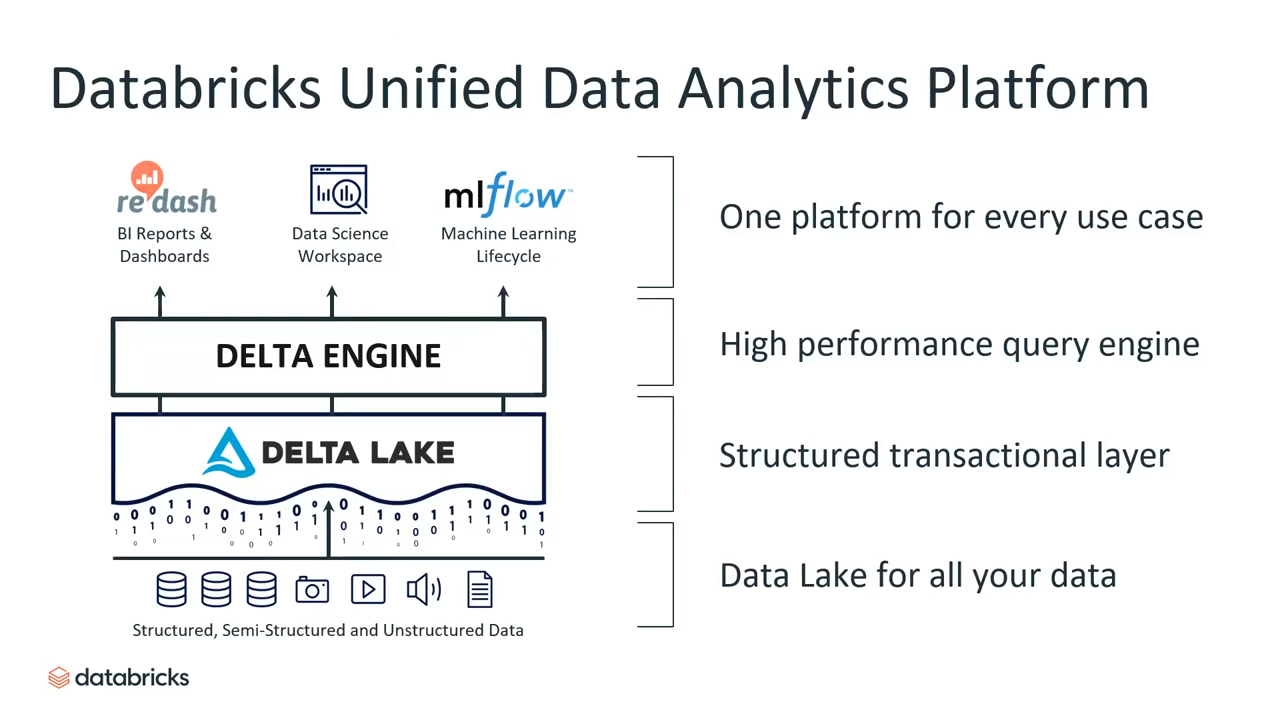 Databricks Unified Data Analytics Platform
re dash
BI Reports &
Dashboards
Data Science
Workspace
mlflow™
Machine Learning
Lifecycle
One platform for every use case
DELTA ENGINE
High performance query engine
DELTA LAKE
Structured transactional layer
Data Lake for all your data
Structured, Semi-Structured and Unstructured Data
databricks